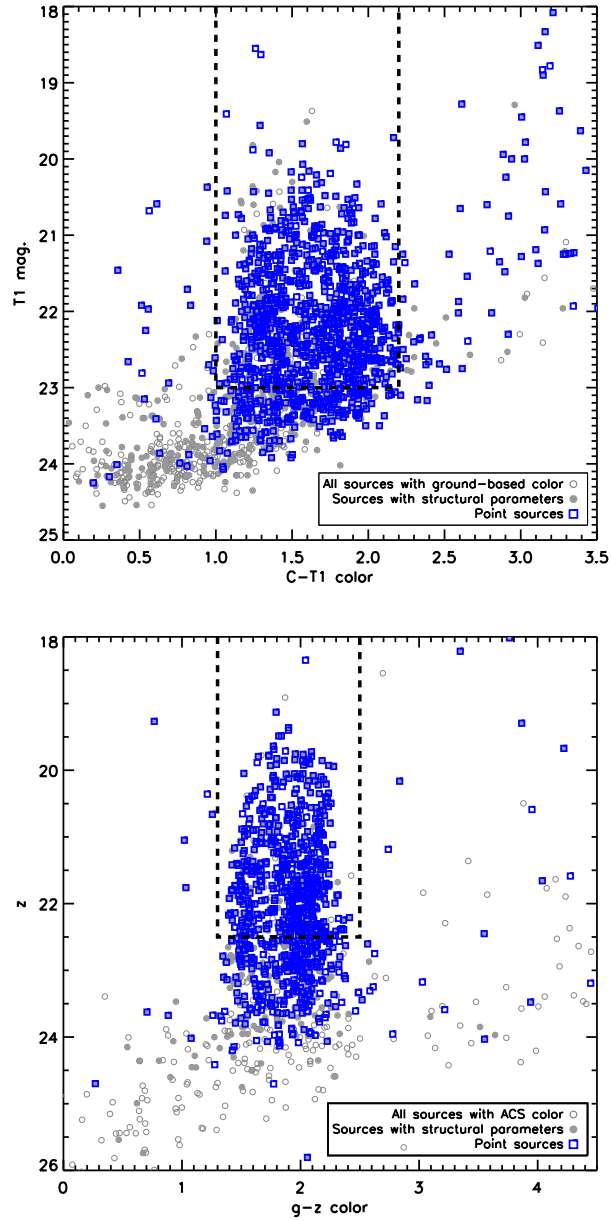 18
19
20
21
22
23
24
25
T1 mag.
0.0 0.5 1.0 1.5 2.0 2.5 3.0 3.5
C-T1 color
All sources with ground-based color
Sources with structural parameters
Point sources
18
20
22
24
26
z
0 1 2 3 4
g-z color
All sources with ACS color
Sources with structural parameters
Point sources